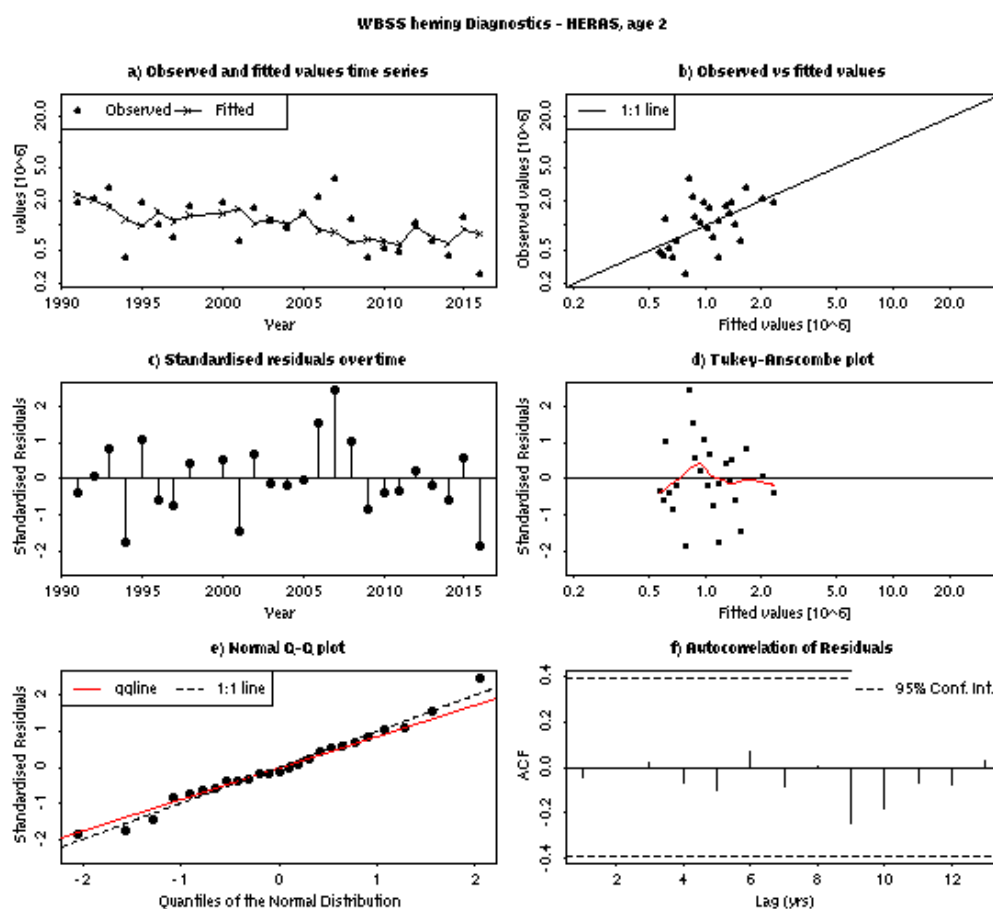 WBSS herring Diagnostics - HERAS, age 2
a) Observed and fitted values time series
Observed Fitted
values [10^6]
0.2 0.5 1.0 2.0 5.0 20.0
1990 1995 2000 2005 2010 2015
Year
b) Observed vs fitted values
1:1 line
Observed values [10^6]
0.2 0.5 1.0 2.0 5.0 20.0
0.2 0.5 1.0 2.0 5.0 20.0
Fitted values [10^6]
c) Standardised residuals over time
Standardised Residuals
-2 -1 0 1 2
1990 1995 2000 2005 2010 2015
Year
d) Tukey-Anscombe plot
Standardised Residuals
-2 -1 0 1 2
0.2 0.5 1.0 2.0 5.0 20.0
Fitted values [10^6]
e) Normal Q-Q plot
qqline 1:1 line
Standardised Residuals
-2 -1 0 1 2
-2 -1 0 1 2
Quantiles of the Normal Distribution
f) Autocorrelation of Residuals
95% Conf. Int.
ACF
-0.4 -0.2 0.0 0.2 0.4
2 4 6 8 10 12
Lag (yrs)